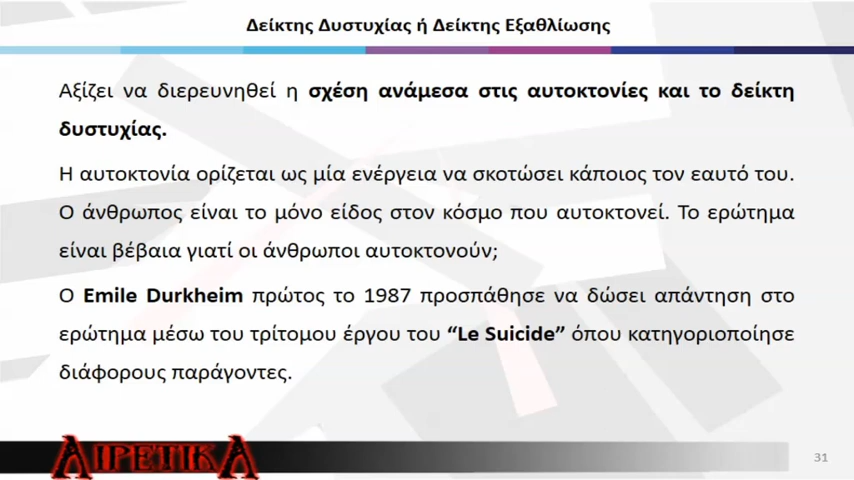 Δείκτης Δυστυχίας ή Δείκτης Εξαθλίωσης
Αξίζει να διερευνηθεί η σχέση ανάμεσα στις αυτοκτονίες και το δείκτη
δυστυχίας.
Η αυτοκτονία ορίζεται ως μία ενέργεια να σκοτώσει κάποιος τον εαυτό του.
Ο άνθρωπος είναι το μόνο είδος στον κόσμο που αυτοκτονεί. Το ερώτημα
είναι βέβαια γιατί οι άνθρωποι αυτοκτονούν;
Ο Emile Durkheim πρώτος το 1987 προσπάθησε να δώσει απάντηση στο
ερώτημα μέσω του τρίτομου έργου του “Le Suicide” όπου κατηγοριοποίησε
διάφορους παράγοντες.
ΑΙΡΕΤΙΚΑ
31